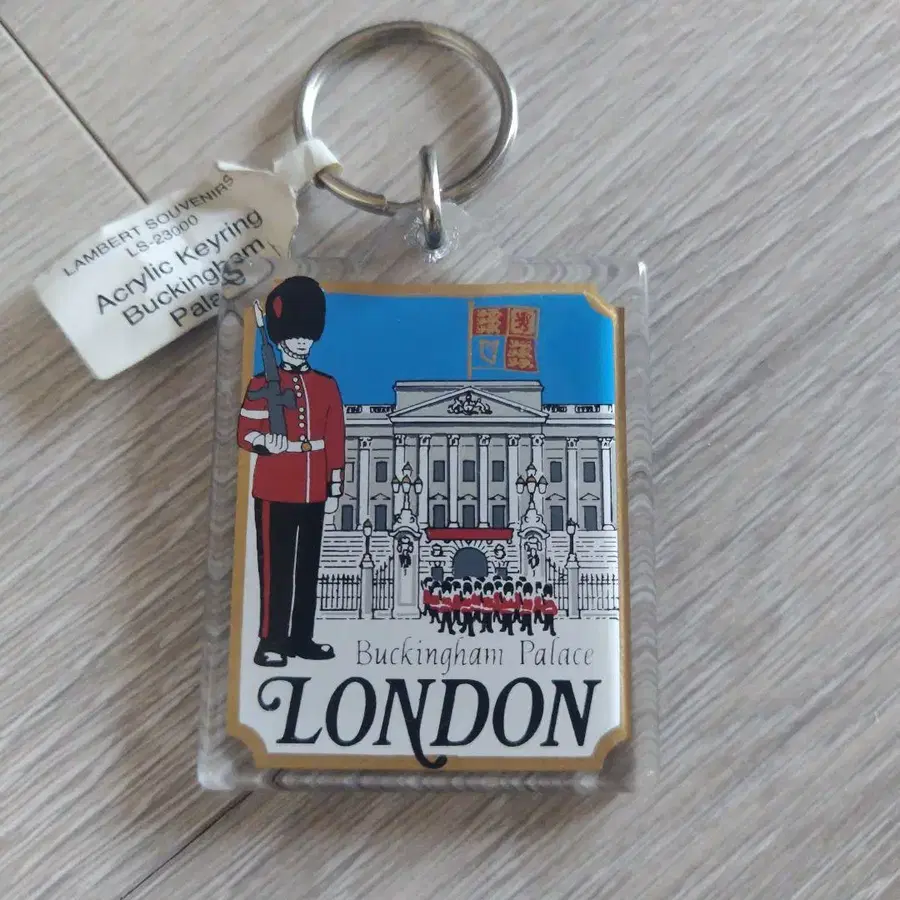 LAMBERT SOUVENIRS
LS-23000
Acrylic Keyring
Buckingham
Buckingham Palace
LONDON